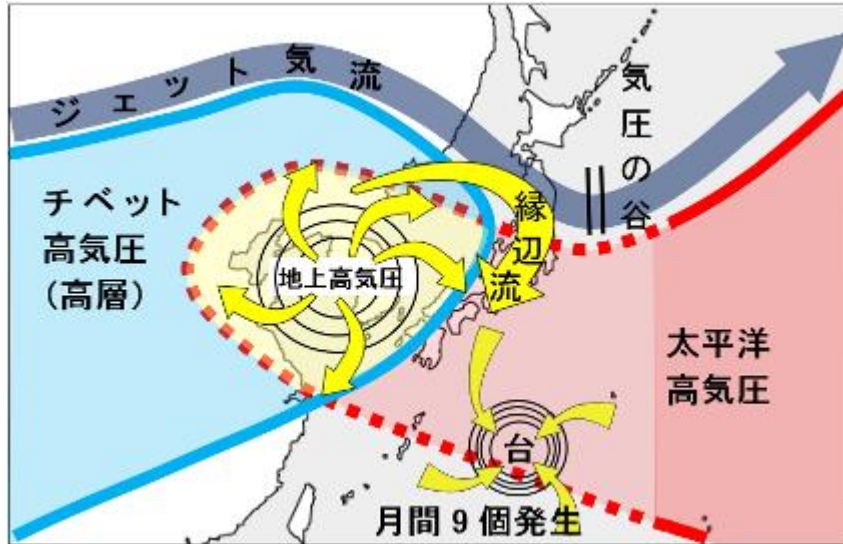 ジェット気流
気圧の谷
チベット
高気圧
（高層）
地上高気圧
縁辺流
太平洋
高気圧
台
月間９個発生